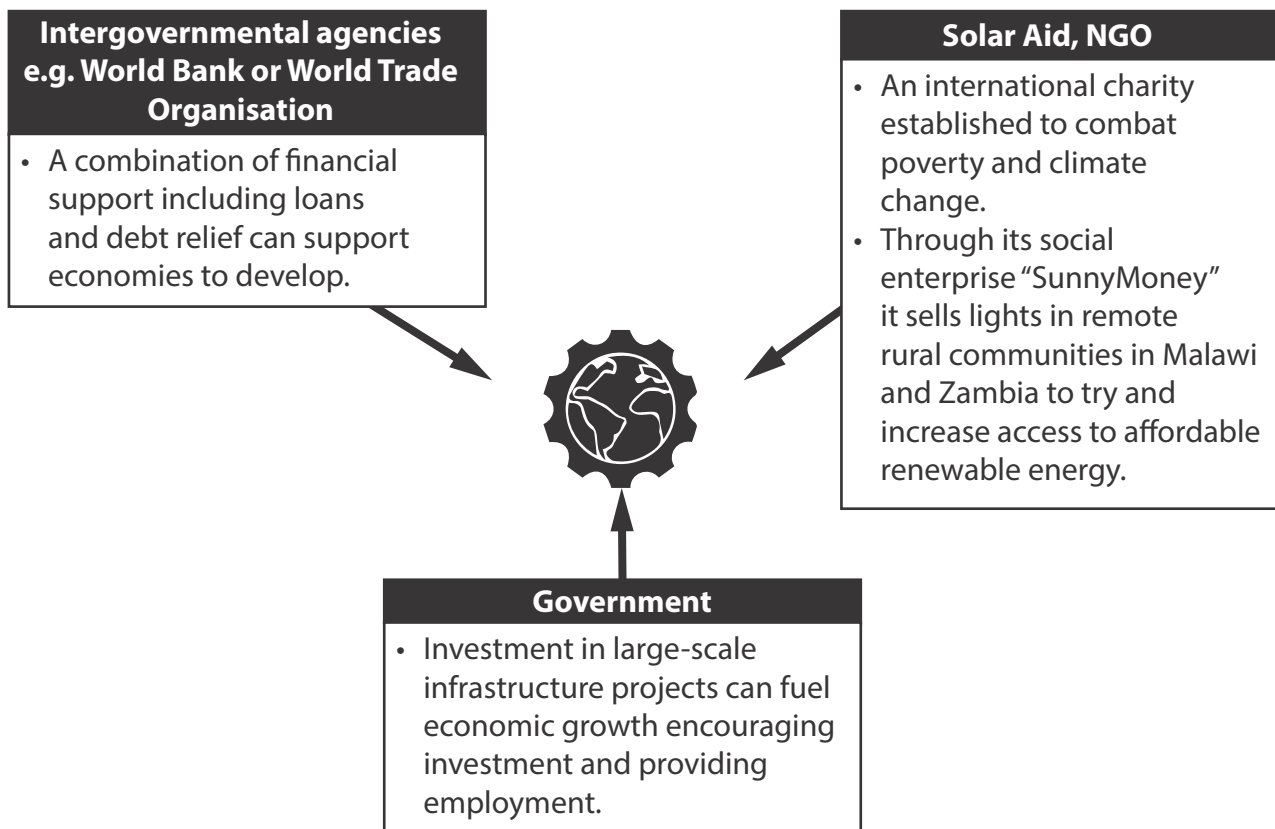 Intergovernmental agencies
e.g. World Bank or World Trade
Organisation
• A combination of financial
support including loans
and debt relief can support
economies to develop.
Solar Aid, NGO
• An international charity
established to combat
poverty and climate
change.
• Through its social
enterprise “SunnyMoney”
it sells lights in remote
rural communities in Malawi
and Zambia to try and
increase access to affordable
renewable energy.
Government
• Investment in large-scale
infrastructure projects can fuel
economic growth encouraging
investment and providing
employment.